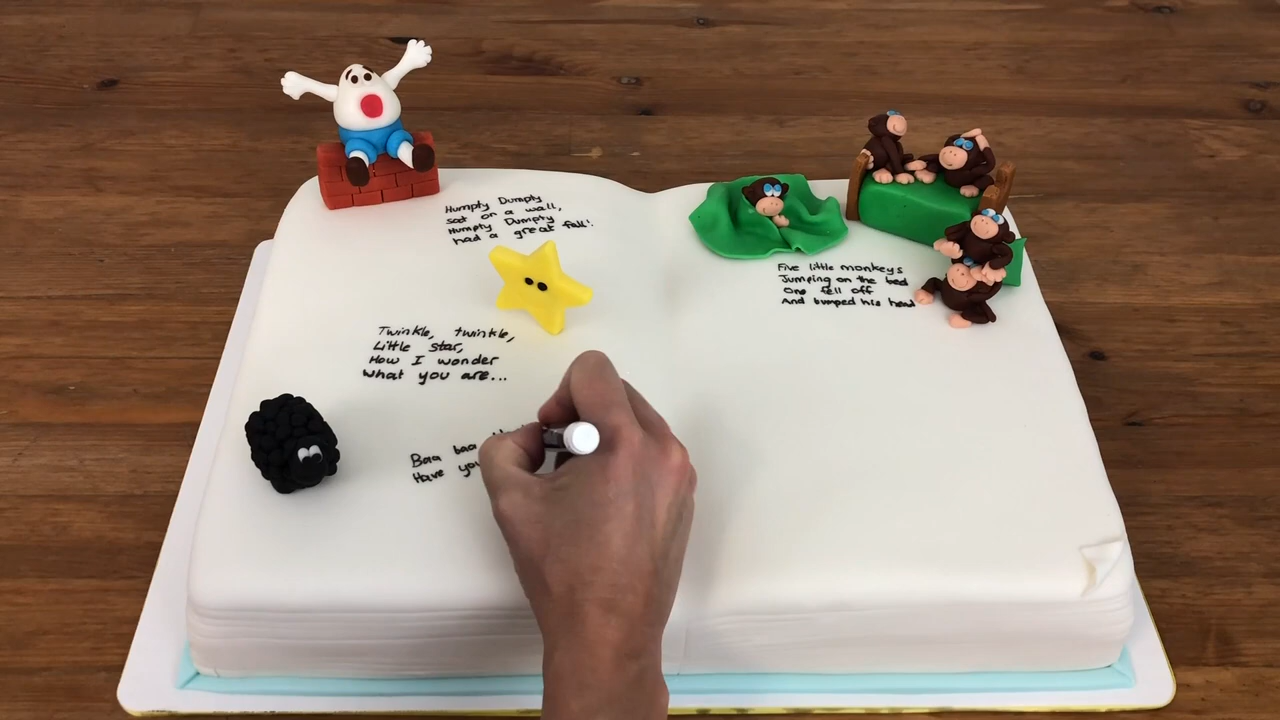 Humpty Dumpty
sat on a wall,
Humpty Dumpty
had a great fall!
Twinkle, twinkle,
Little star,
How I wonder
What you are...
Baa baa
Have you
Five little monkeys
Jumping on the bed
One fell off
And bumped his head